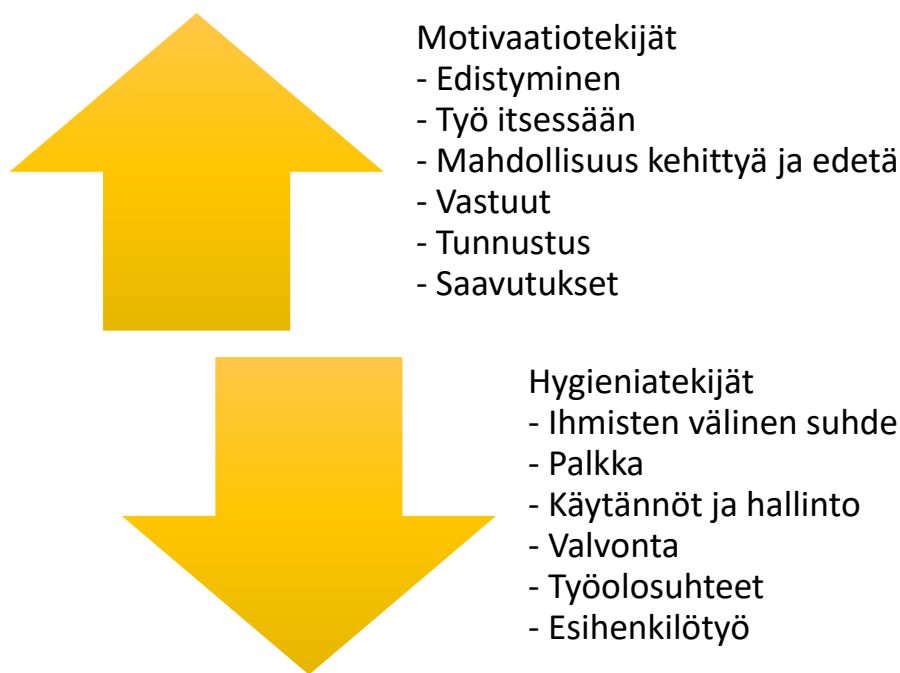 Motivaatiotekijät
- Edistyminen
- Työ itsessään
- Mahdollisuus kehittyä ja edetä
- Vastuut
- Tunnustus
- Saavutukset
Hygieniatekijät
- Ihmisten välinen suhde
- Palkka
- Käytännöt ja hallinto
- Valvonta
- Työolosuhteet
- Esihenkilötyö